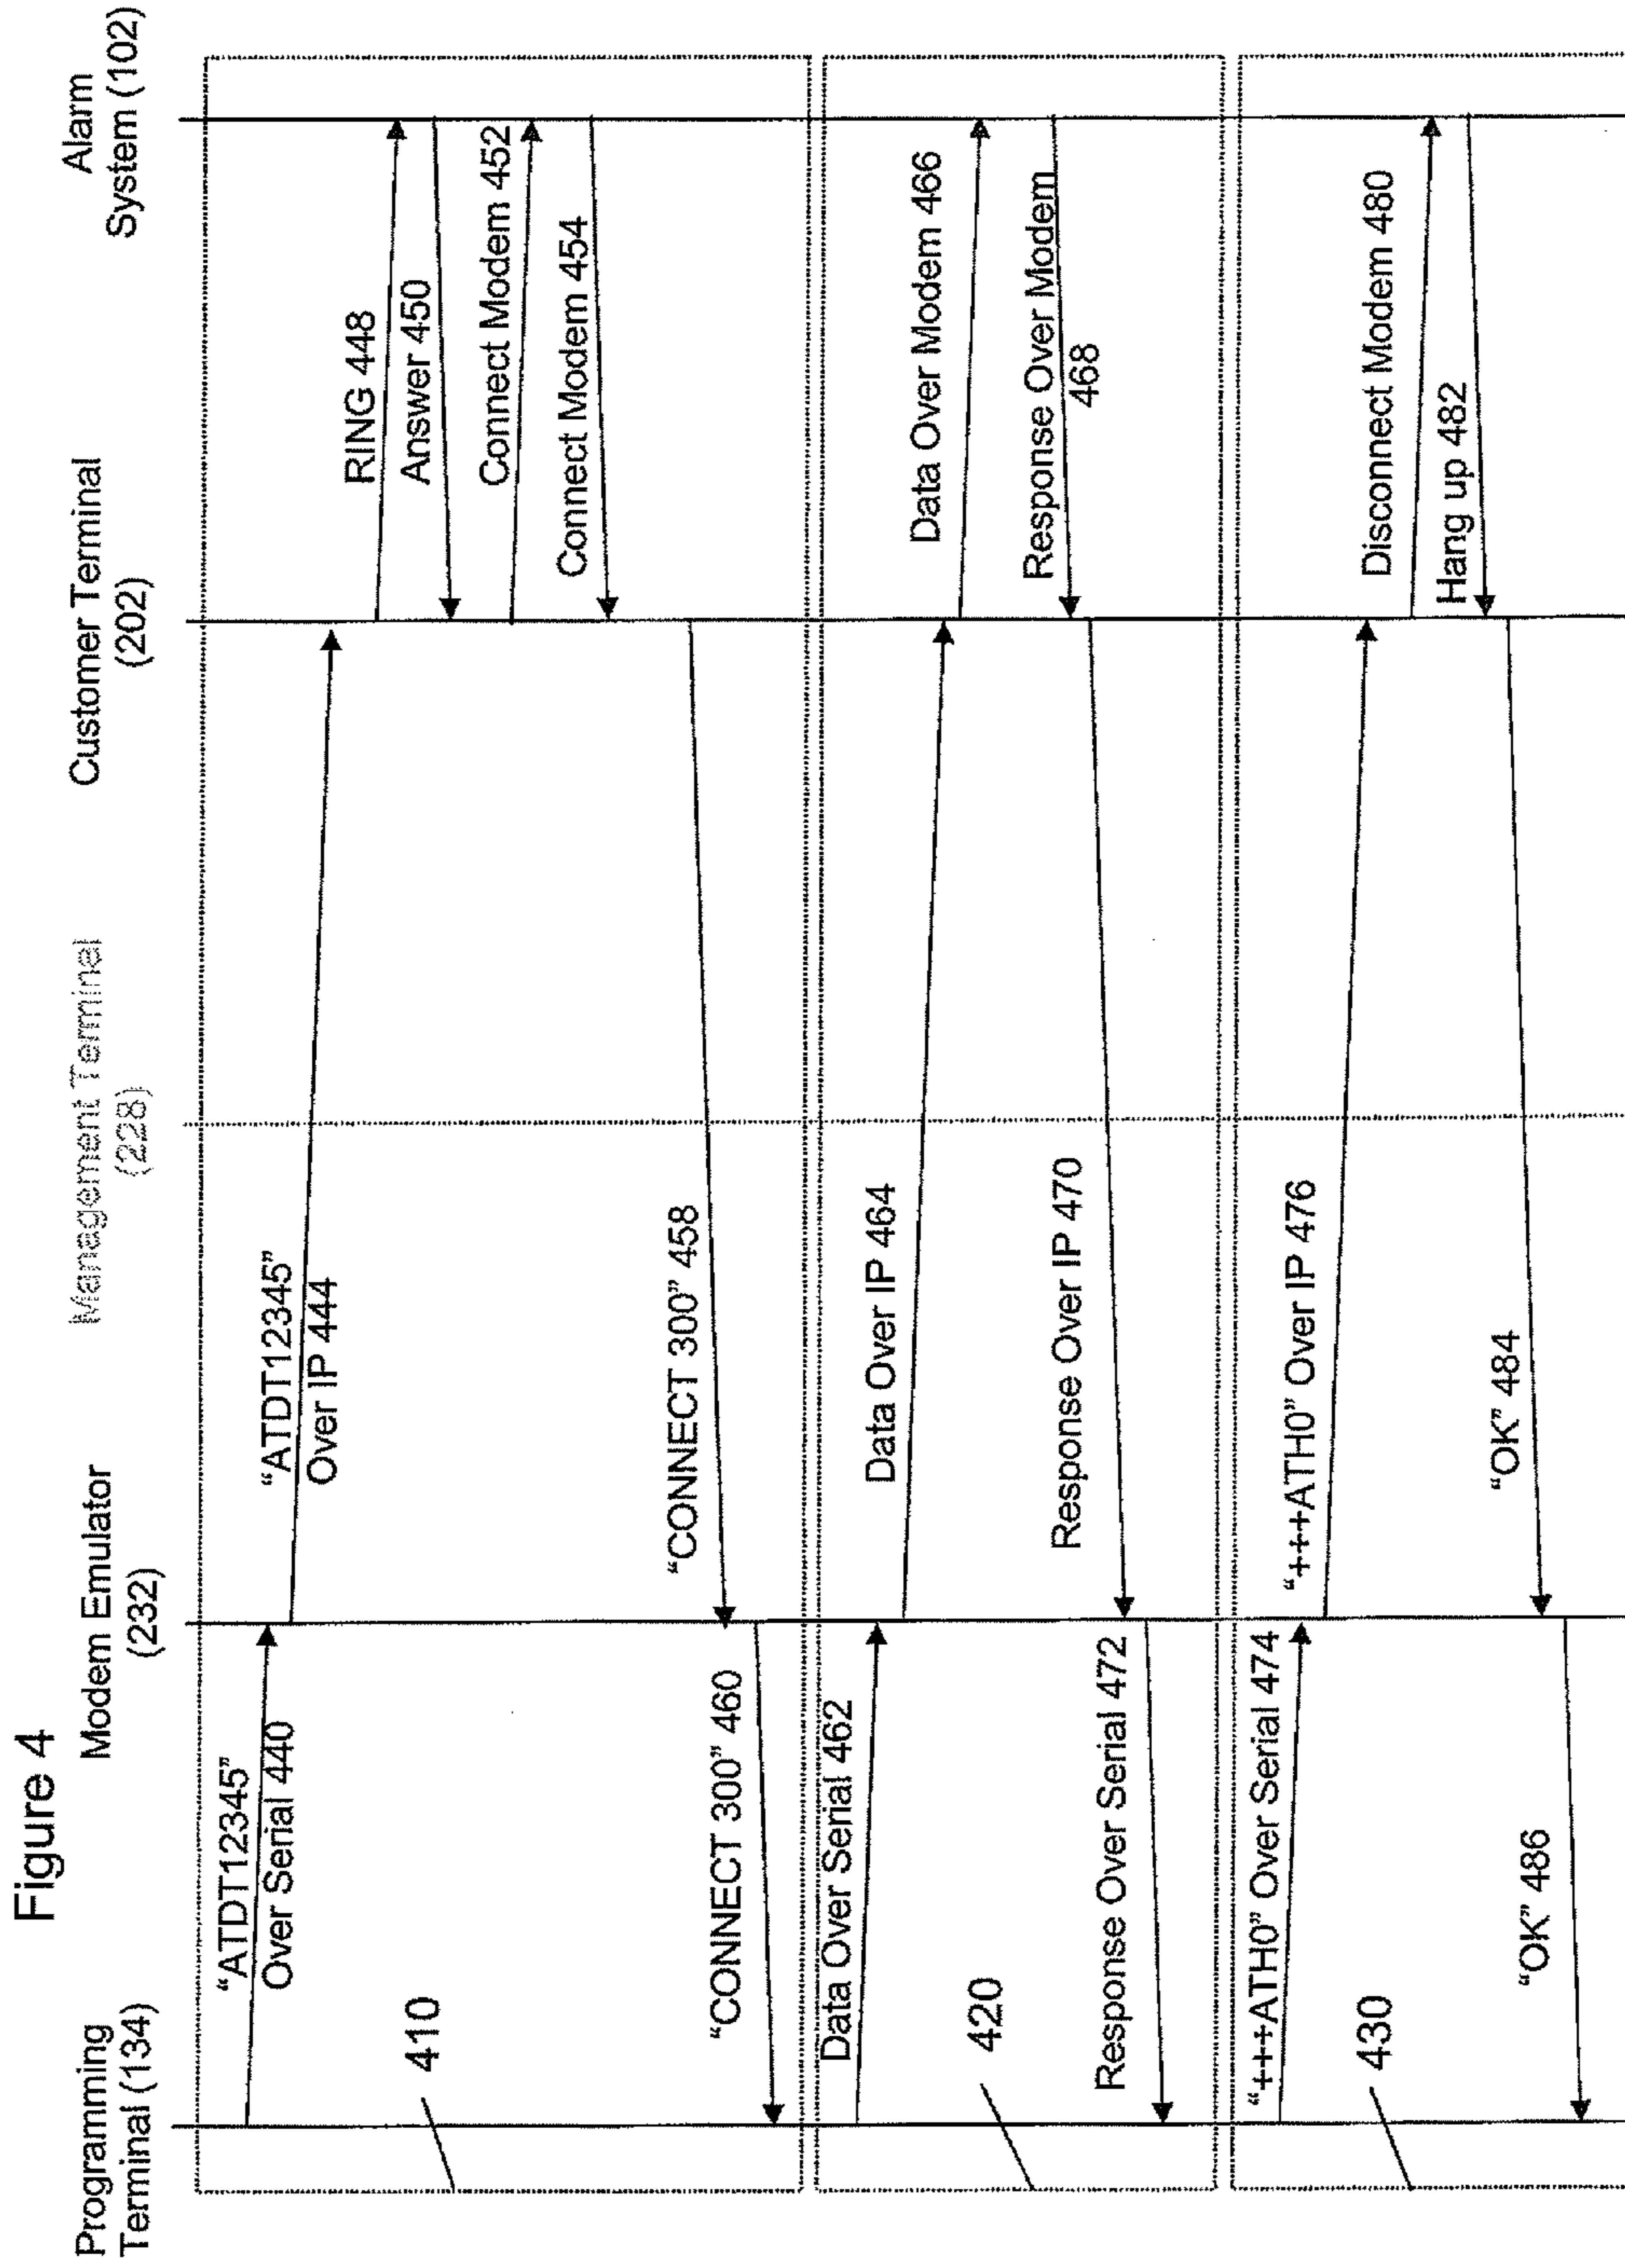 Figure 4
Programming
Terminal (134)
Modem Emulator
(232)
Management Terminal
(228)
Customer Terminal
(202)
Alarm
System (102)
“ATDT12345”
Over Serial 440
“ATDT12345”
Over IP 444
RING 448
Answer 450
Connect Modem 452
Connect Modem 454
410
“CONNECT 300” 458
“CONNECT 300” 460
Data Over Serial 462
Data Over IP 464
Data Over Modem 466
Response Over Modem
468
420
Response Over IP 470
Response Over Serial 472
“+++ATH0” Over Serial 474
“+++ATH0” Over IP 476
Disconnect Modem 480
Hang up 482
430
“OK” 484
“OK” 486